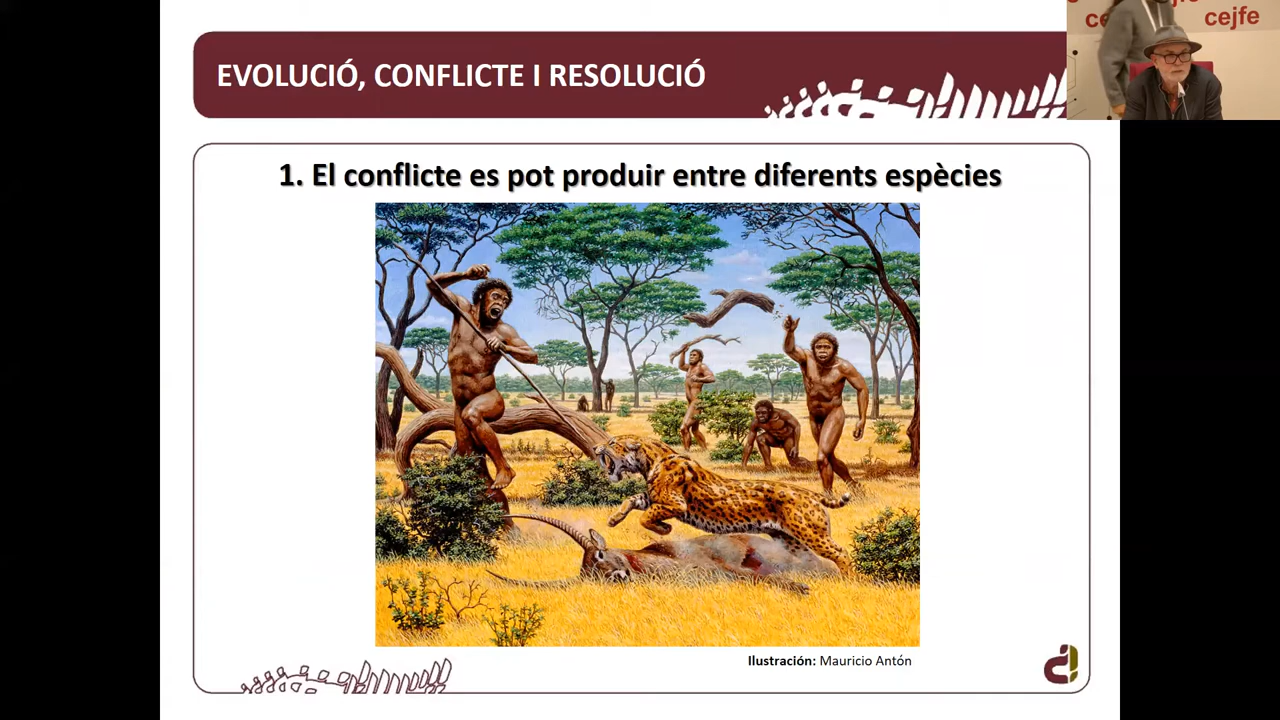 cejfe
EVOLUCIÓ, CONFLICTE I RESOLUCIÓ
1. El conflicte es pot produir entre diferents espècies
Ilustración: Mauricio Antón